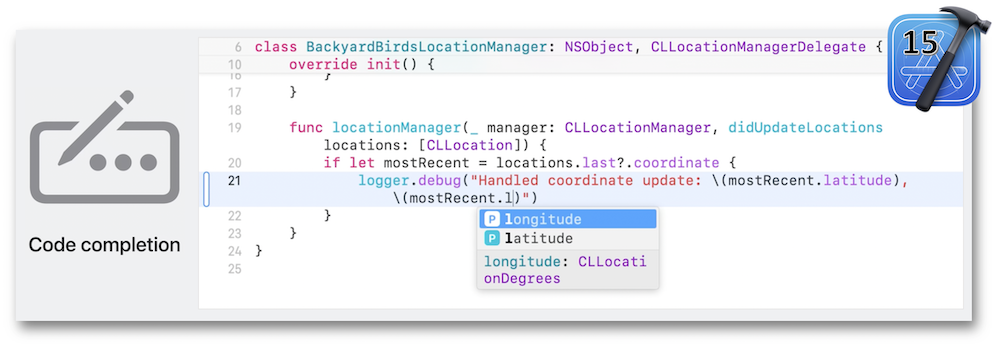 15
6 class BackyardBirdsLocationManager: NSObject, CLLocationManagerDelegate {
10 override init() {
16 }
17 }
18
19 func locationManager(_ manager: CLLocationManager, didUpdateLocations
locations: [CLLocation]) {
20 if let mostRecent = locations.last?.coordinate {
21 logger.debug("Handled coordinate update: \(mostRecent.latitude),
\(mostRecent.l)")
22 }
23 }
24 }
25
P longitude
P latitude
longitude: CLLocati
onDegrees
Code completion